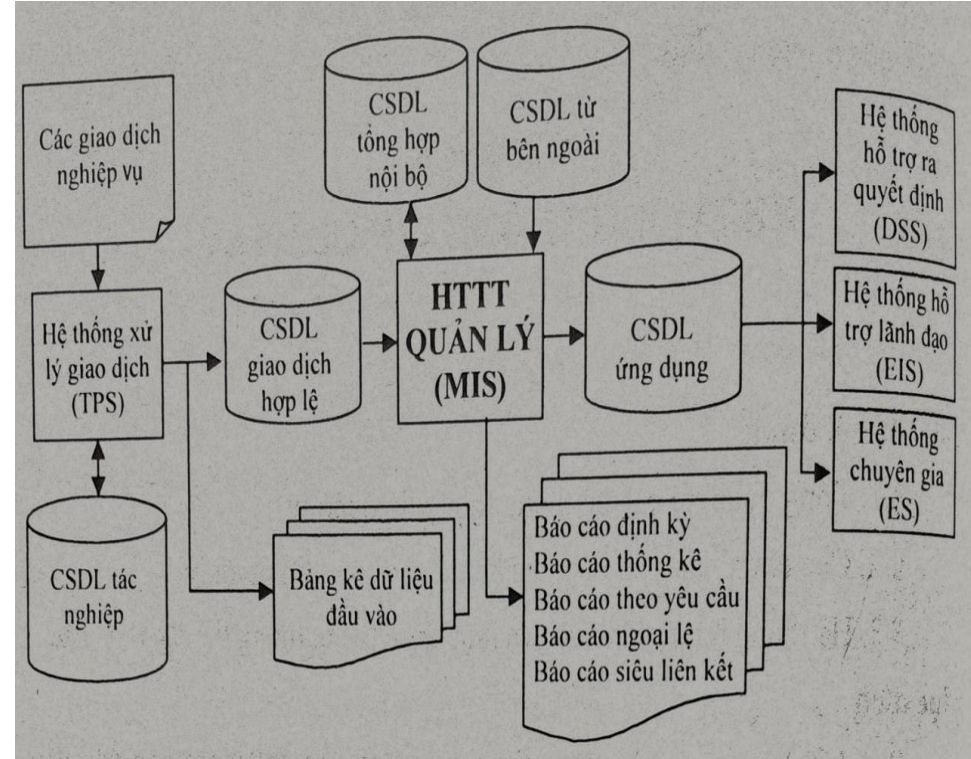 Các giao dịch
nghiệp vụ
CSDL
tổng hợp
nội bộ
CSDL từ
bên ngoài
Hệ thống
hỗ trợ ra
quyết định
(DSS)
Hệ thống xử
lý giao dịch
(TPS)
CSDL
giao dịch
hợp lệ
HTTT
QUẢN LÝ
(MIS)
CSDL
ứng dụng
Hệ thống hỗ
trợ lãnh đạo
(EIS)
Hệ thống
chuyên gia
(ES)
CSDL tác
nghiệp
Bảng kê dữ liệu
đầu vào
Báo cáo định kỳ
Báo cáo thống kê
Báo cáo theo yêu cầu
Báo cáo ngoại lệ
Báo cáo siêu liên kết